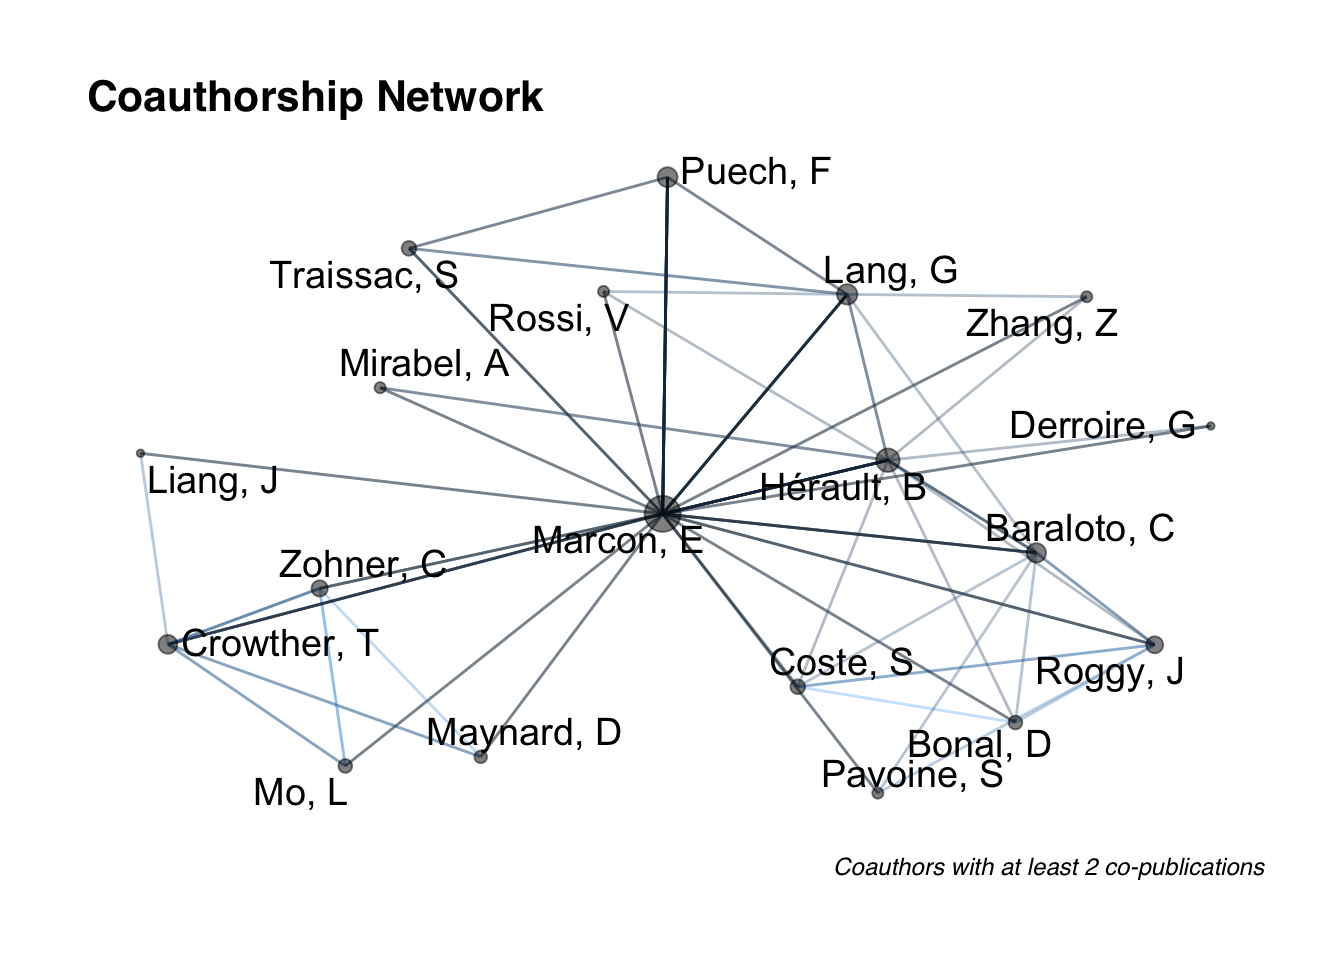 Coauthorship Network
Puech, F
Lang, G
Traissac, S
Rossi, V
Zhang, Z
Mirabel, A
Derroire, G
Liang, J
Hérault, B
Baraloto, C
Marcon, E
Zohner, C
Crowther, T
Coste, S
Roggy, J
Maynard, D
Bonal, D
Pavoine, S
Mo, L
Coauthors with at least 2 co-publications